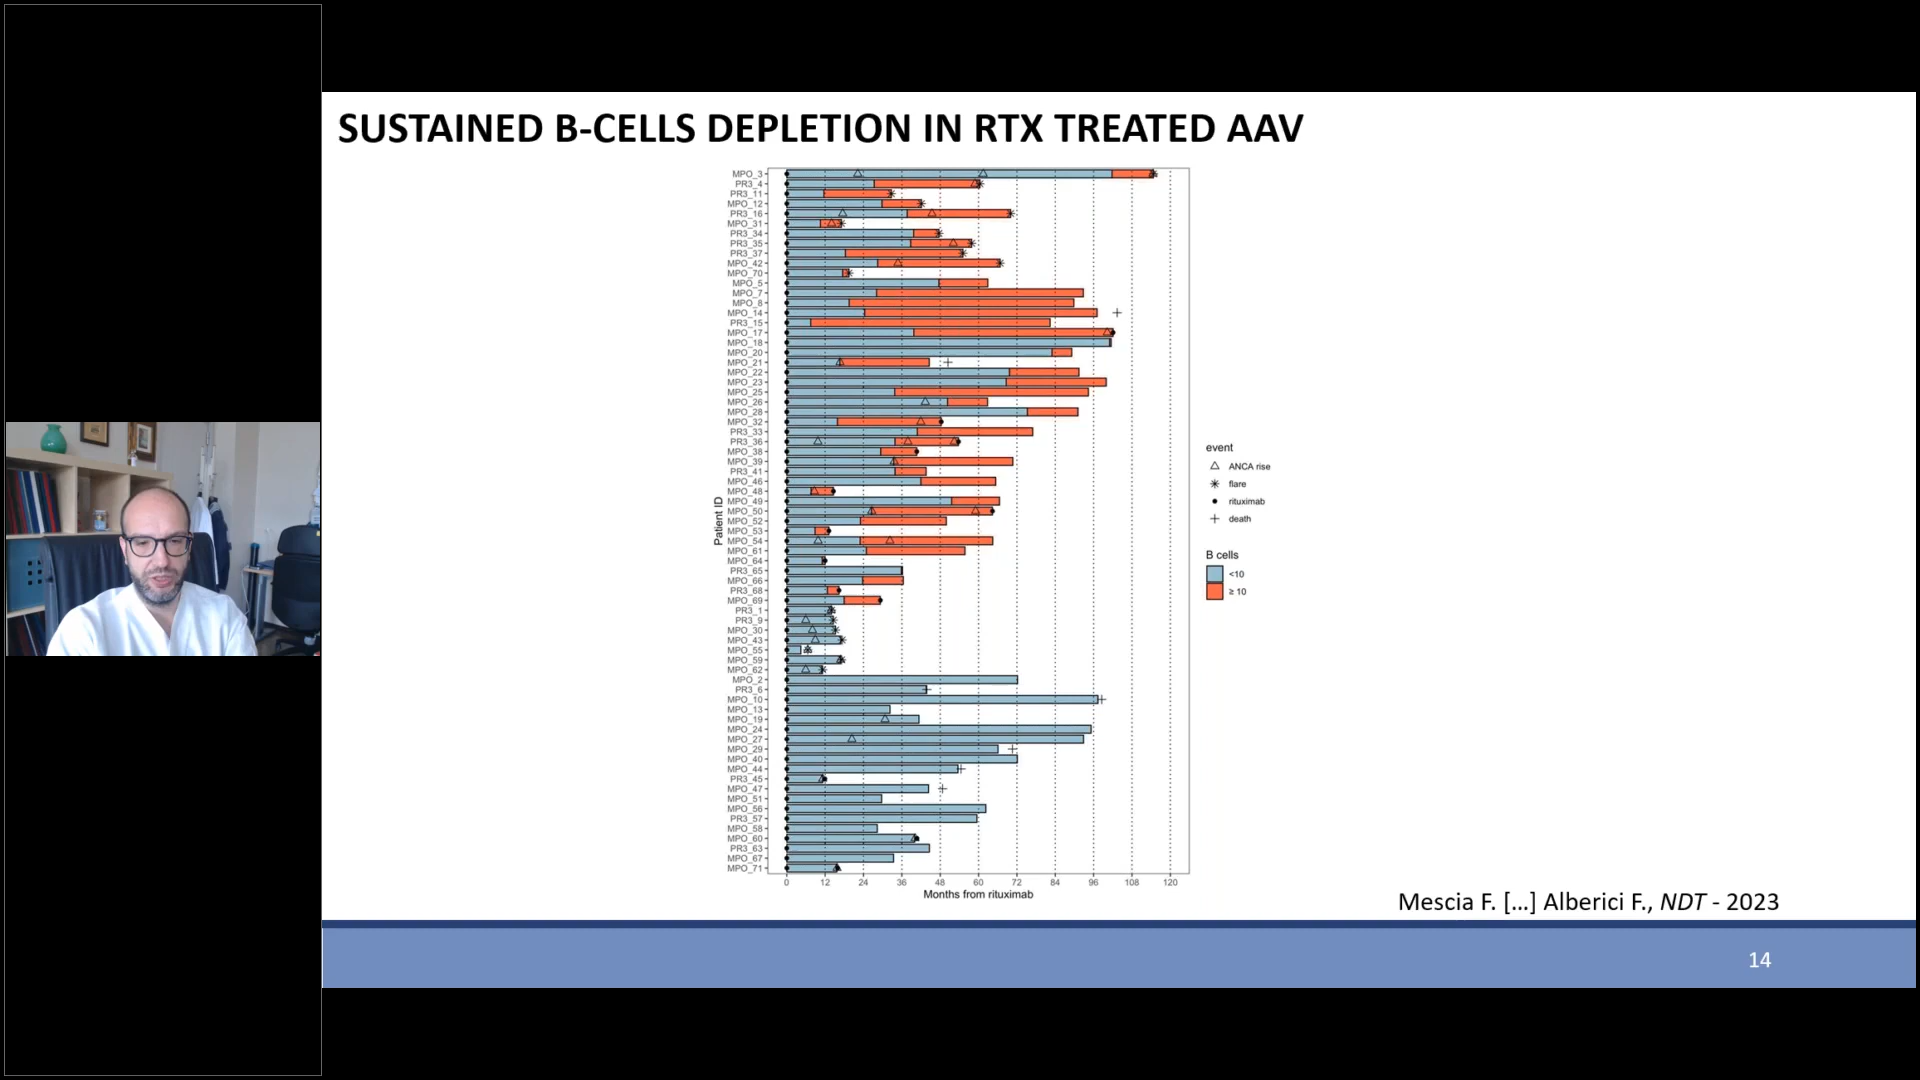 SUSTAINED B-CELLS DEPLETION IN RTX TREATED AAV
MPO_3
PR3_4
PR3_11
MPO_12
PR3_16
MPO_31
PR3_34
PR3_35
PR3_37
MPO_42
MPO_70
MPO_5
MPO_7
MPO_8
MPO_14
PR3_15
MPO_17
MPO_18
MPO_20
MPO_21
MPO_22
MPO_23
MPO_25
MPO_26
MPO_28
MPO_32
PR3_33
PR3_36
MPO_38
MPO_39
PR3_41
MPO_46
MPO_48
MPO_49
MPO_50
MPO_52
MPO_53
MPO_54
MPO_61
MPO_64
PR3_65
MPO_66
PR3_68
MPO_69
PR3_1
PR3_9
MPO_30
MPO_43
MPO_55
MPO_59
MPO_62
MPO_2
PR3_6
MPO_10
MPO_13
MPO_19
MPO_24
MPO_27
MPO_29
MPO_40
MPO_44
PR3_45
MPO_47
MPO_51
MPO_56
PR3_57
MPO_58
MPO_60
PR3_63
MPO_67
MPO_71
Patient ID
0 12 24 36 48 60 72 84 96 108 120
Months from rituximab
event
ANCA rise
flare
rituximab
death
B cells
<10
≥ 10
Mescia F. [...] Alberici F., NDT - 2023
14